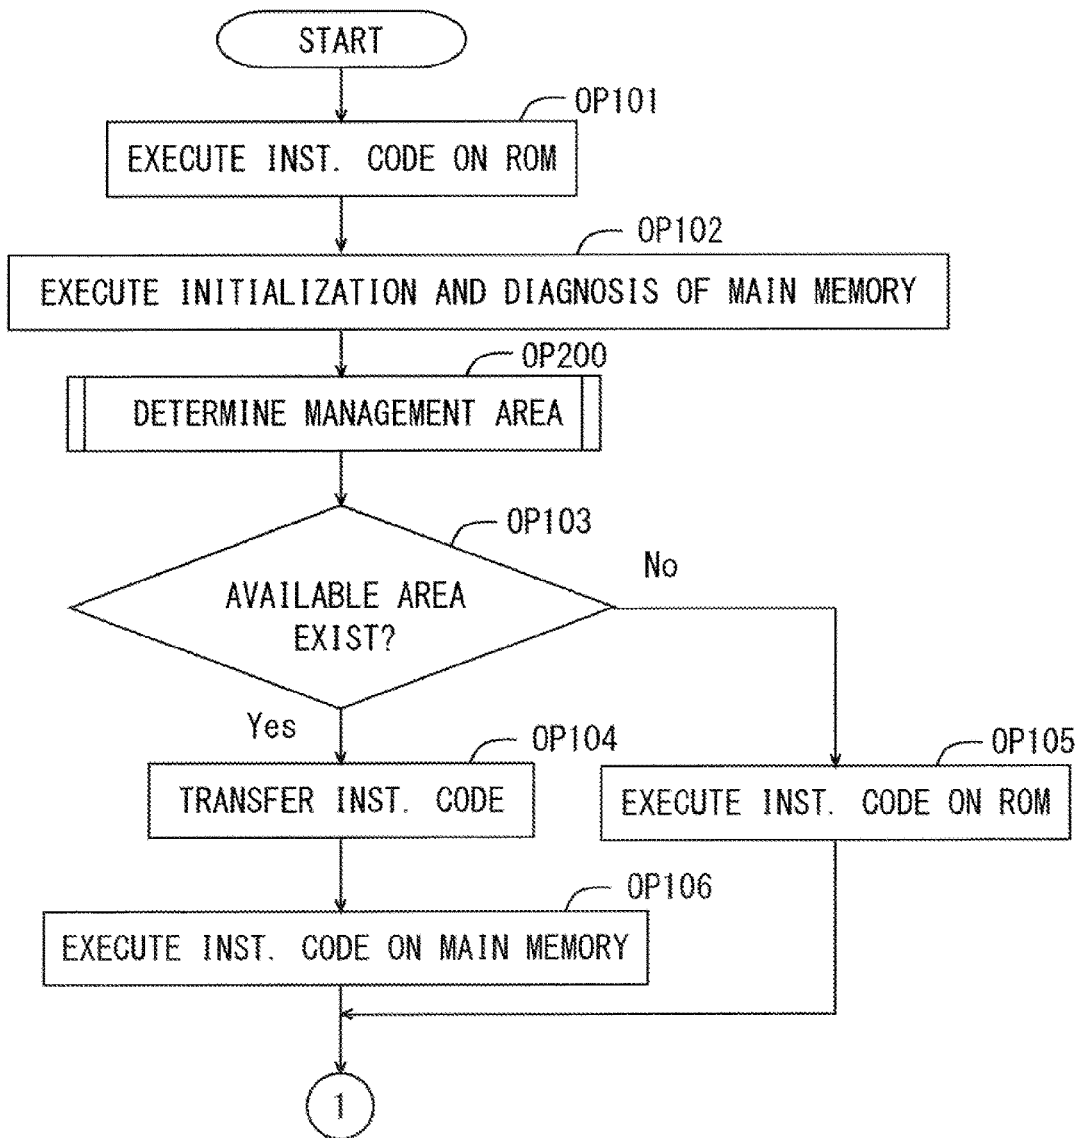 START
OP101
EXECUTE INST. CODE ON ROM
OP102
EXECUTE INITIALIZATION AND DIAGNOSIS OF MAIN MEMORY
OP200
DETERMINE MANAGEMENT AREA
OP103
No
AVAILABLE AREA
EXIST?
Yes
OP104
OP105
TRANSFER INST. CODE
EXECUTE INST. CODE ON ROM
OP106
EXECUTE INST. CODE ON MAIN MEMORY
1